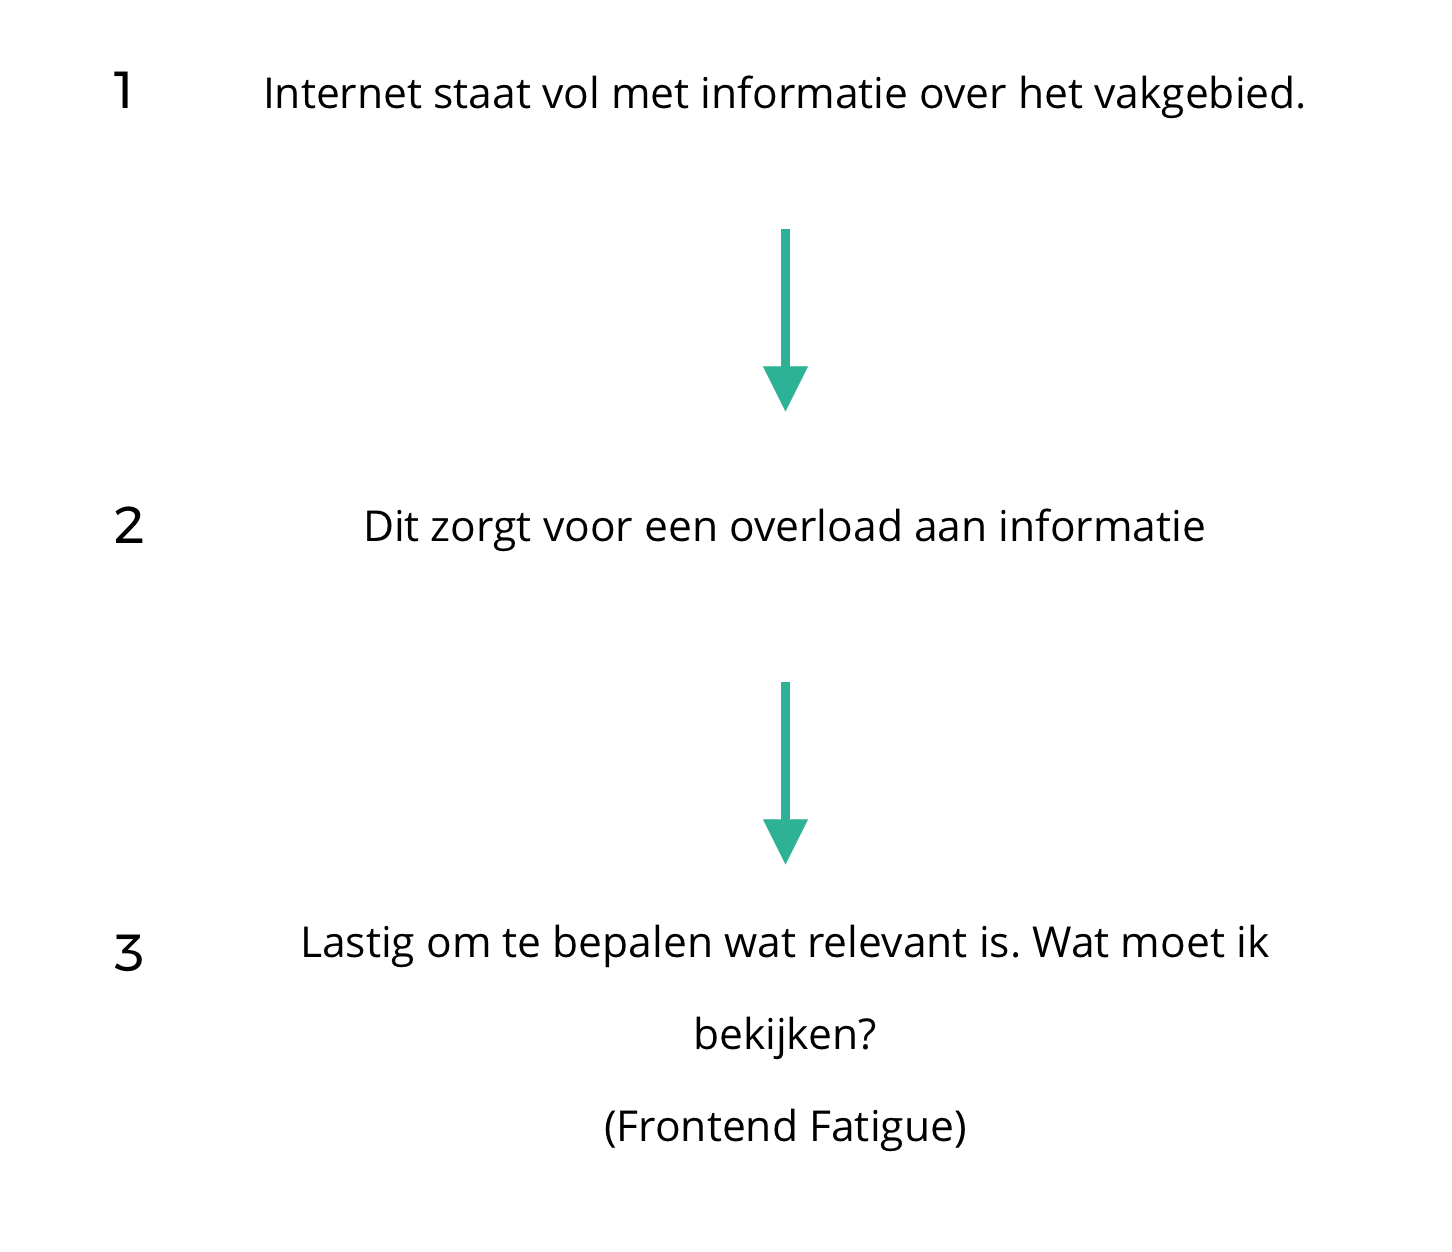 1
Internet staat vol met informatie over het vakgebied.
2
Dit zorgt voor een overload aan informatie
3
Lastig om te bepalen wat relevant is. Wat moet ik
bekijken?
(Frontend Fatigue)